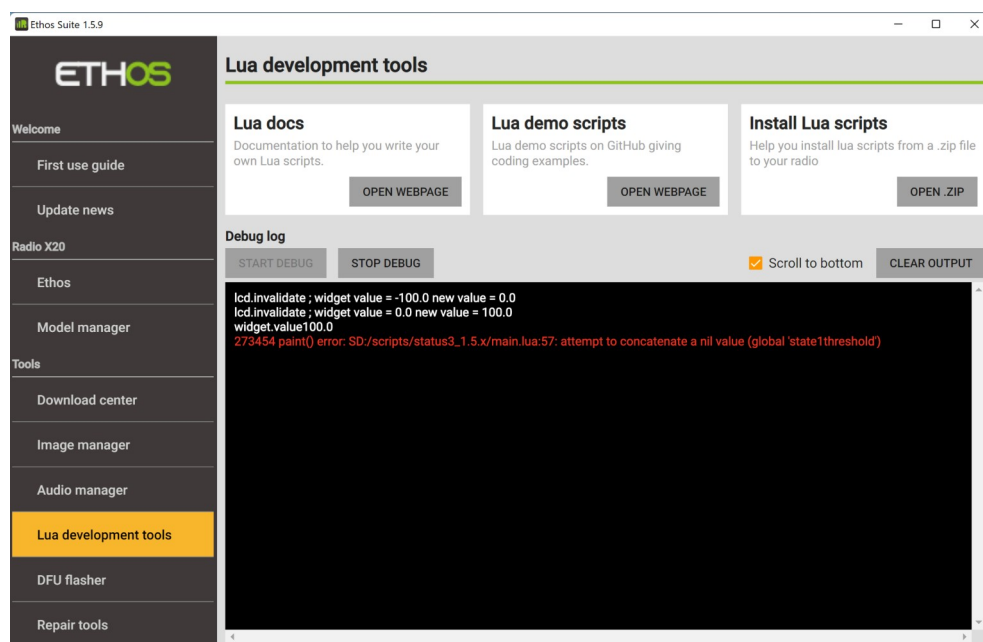 Ethos Suite 1.5.9
ETHOS
Welcome
First use guide
Update news
Radio X20
Ethos
Model manager
Tools
Download center
Image manager
Audio manager
Lua development tools
DFU flasher
Repair tools
Lua development tools
Lua docs
Documentation to help you write your
own Lua scripts.
OPEN WEBPAGE
Lua demo scripts
Lua demo scripts on GitHub giving
coding examples.
OPEN WEBPAGE
Install Lua scripts
Help you install lua scripts from a .zip file
to your radio
OPEN .ZIP
Debug log
START DEBUG STOP DEBUG Scroll to bottom CLEAR OUTPUT
lcd.invalidate ; widget value = -100.0 new value = 0.0
lcd.invalidate ; widget value = 0.0 new value = 100.0
widget.value100.0
273454 paint() error: SD:/scripts/status3_1.5.x/main.lua:57: attempt to concatenate a nil value (global 'state1threshold')